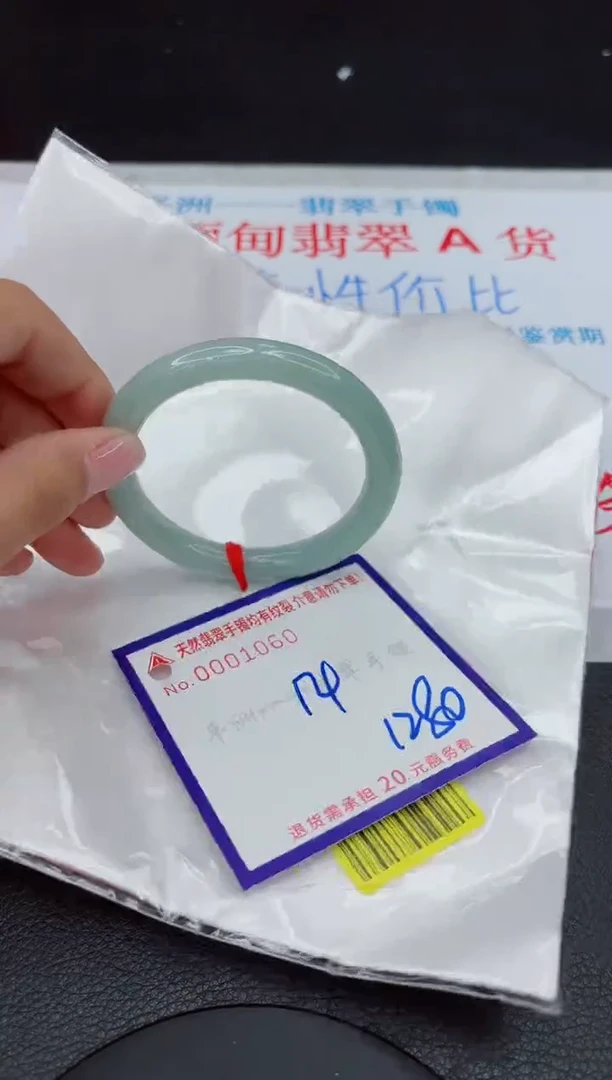 洲——翡翠手镯
缅甸翡翠 A 货
性价比
鉴赏期
天然翡翠手镯均有纹裂介意请勿下单!
No.0001060
1280
退货需承担 20.元服务费